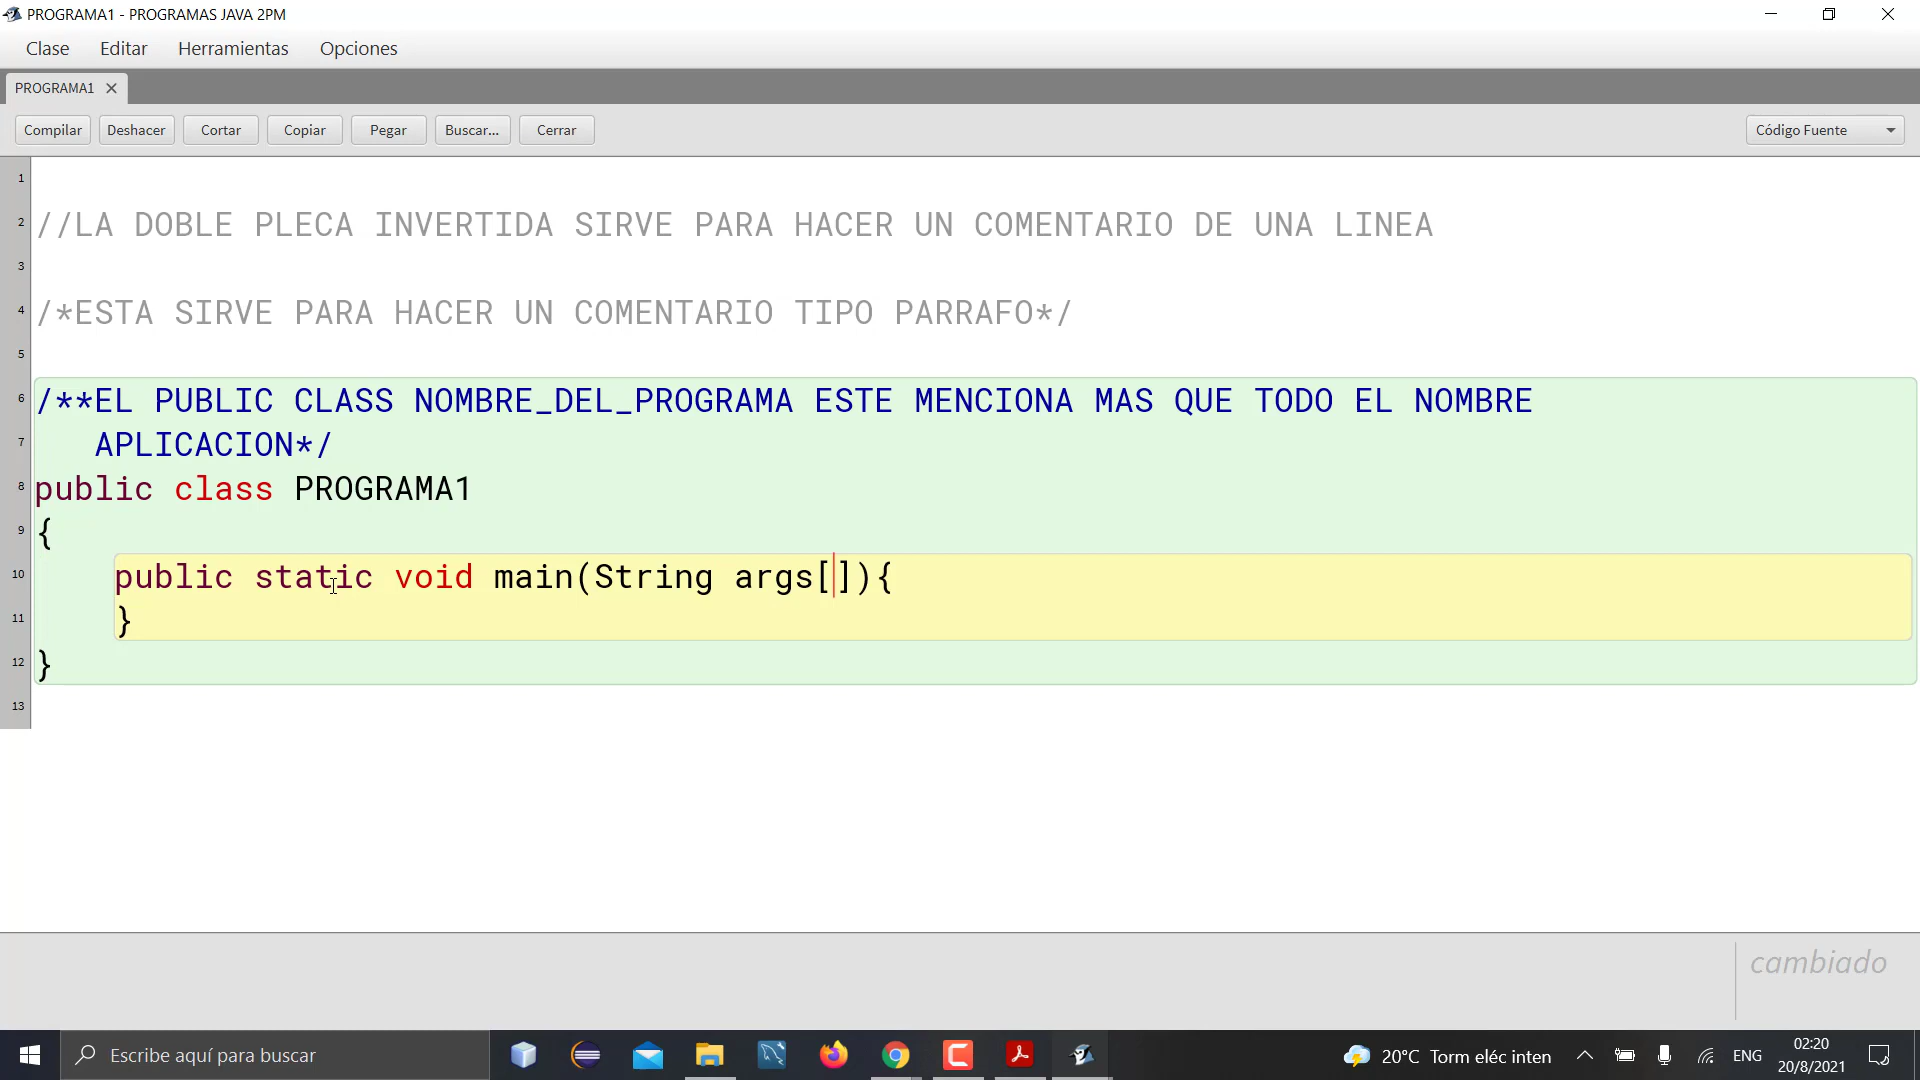 PROGRAMA1 - PROGRAMAS JAVA 2PM
Clase Editar Herramientas Opciones
PROGRAMA1
Compilar Deshacer Cortar Copiar Pegar Buscar... Cerrar Código Fuente
1
2 //LA DOBLE PLECA INVERTIDA SIRVE PARA HACER UN COMENTARIO DE UNA LINEA
3
4 /*ESTA SIRVE PARA HACER UN COMENTARIO TIPO PARRAFO*/
5
6 /**EL PUBLIC CLASS NOMBRE_DEL_PROGRAMA ESTE MENCIONA MAS QUE TODO EL NOMBRE
7 APLICACION*/
8 public class PROGRAMA1
9 {
10 public static void main(String args[]){
11 }
12 }
13
cambiado
Escribe aquí para buscar
20°C Torm eléc inten
ENG
02:20
20/8/2021